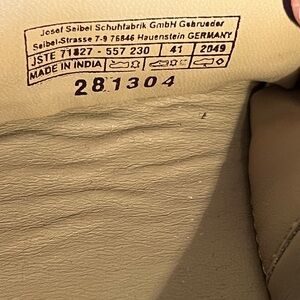 Josef Seibel Schuhfabrik GmbH Gebrueder
Seibel-Strasse 7-9 76846 Hauenstein GERMANY
JSTE 71827 - 557 230 41 2049
MADE IN INDIA
281304